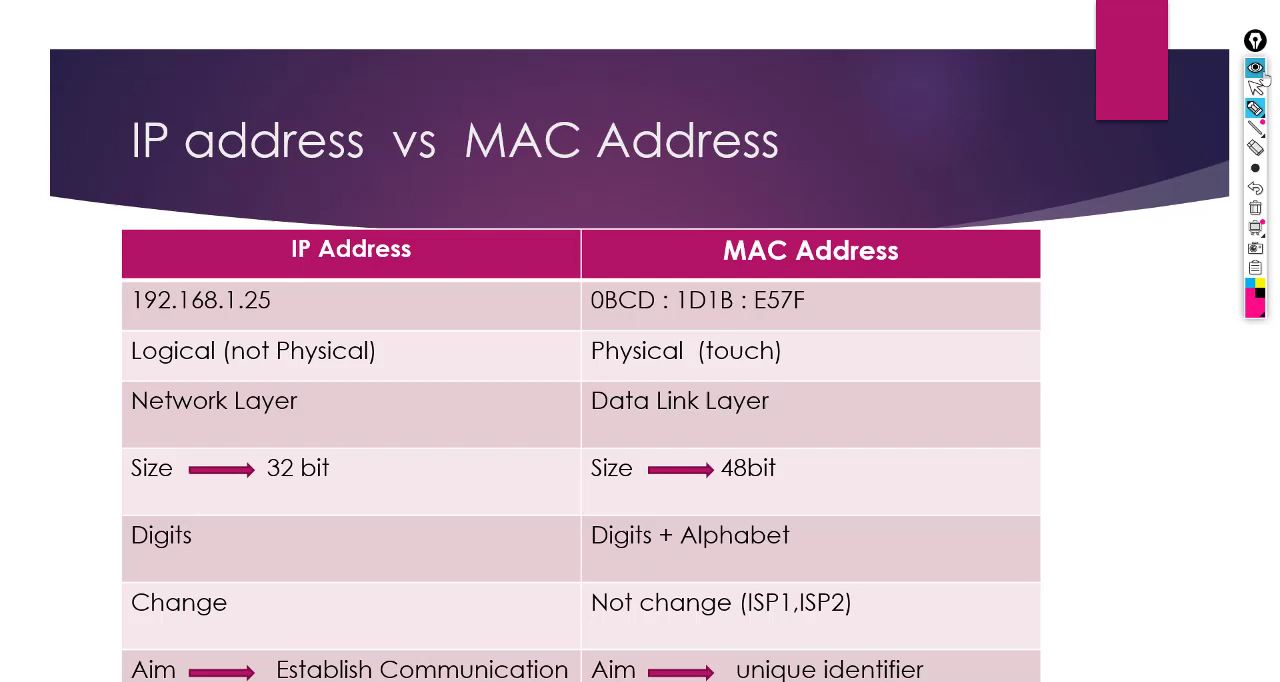 IP address vs MAC Address
IP Address MAC Address
192.168.1.25 0BCD : 1D1B : E57F
Logical (not Physical) Physical (touch)
Network Layer Data Link Layer
Size 32 bit Size 48bit
Digits Digits + Alphabet
Change Not change (ISP1,ISP2)
Aim Establish Communication Aim unique identifier